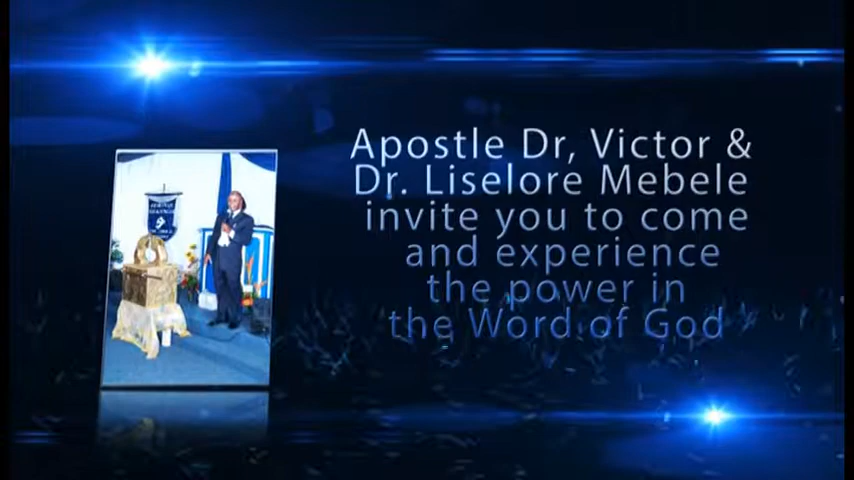 Apostle Dr, Victor &
Dr. Liselore Mebele
invite you to come
and experience
the power in
the Word of God